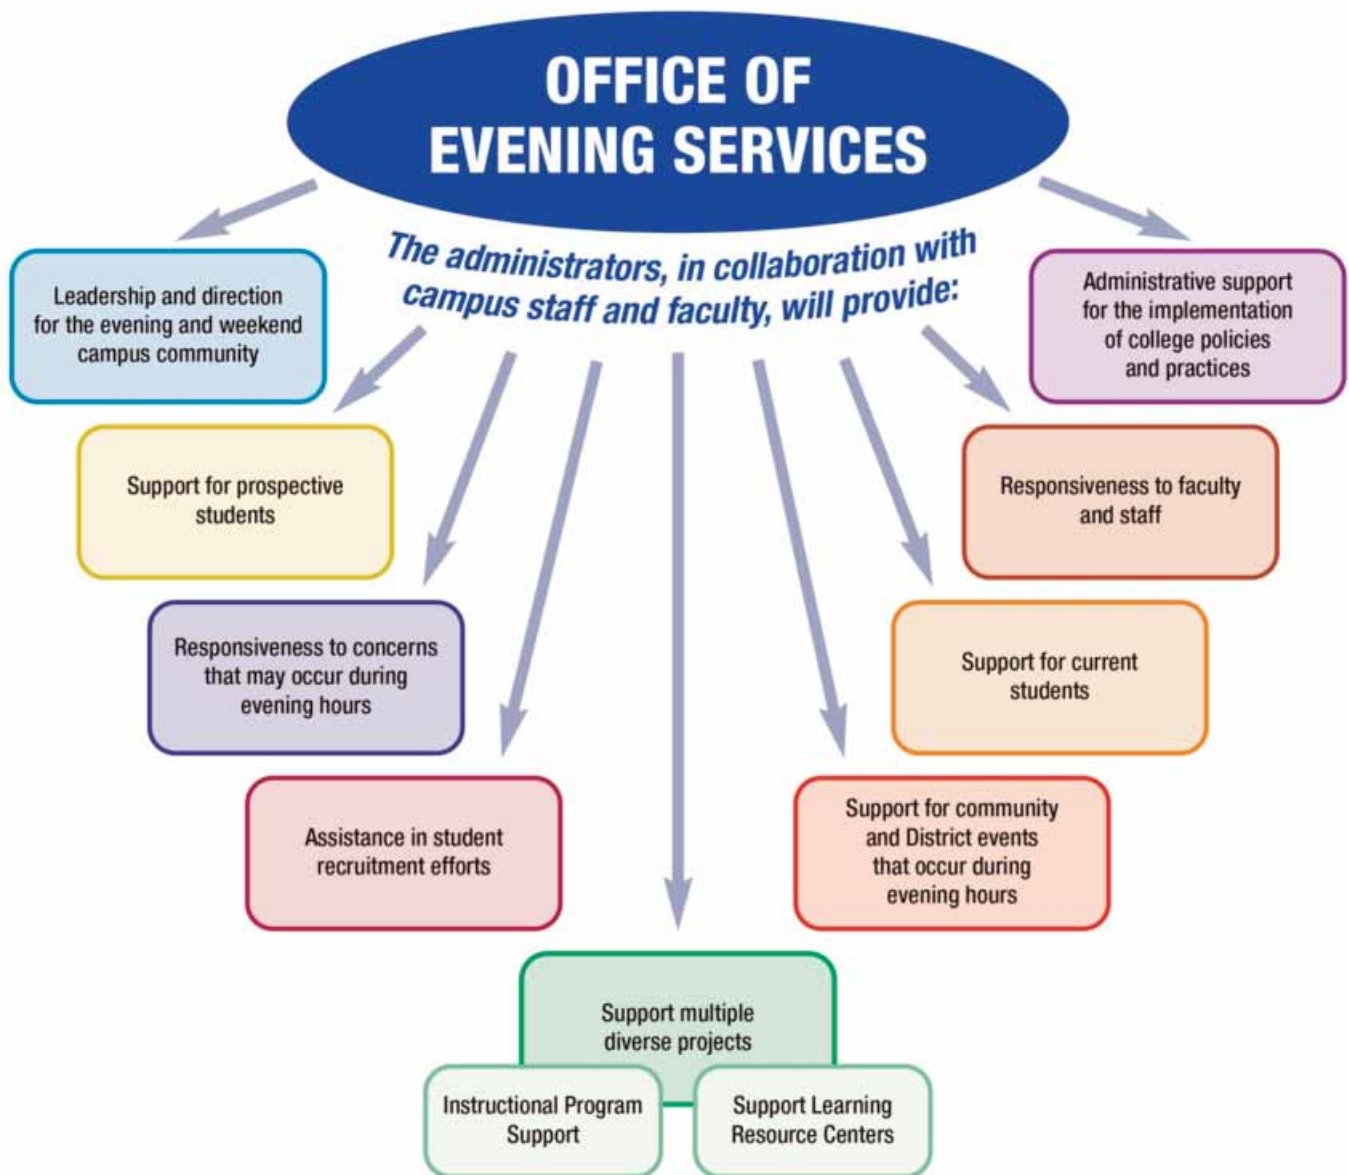 OFFICE OF
EVENING SERVICES
The administrators, in collaboration with
campus staff and faculty, will provide:
Leadership and direction
for the evening and weekend
campus community
Administrative support
for the implementation
of college policies
and practices
Support for prospective
students
Responsiveness to faculty
and staff
Responsiveness to concerns
that may occur during
evening hours
Support for current
students
Assistance in student
recruitment efforts
Support for community
and District events
that occur during
evening hours
Support multiple
diverse projects
Instructional Program
Support
Support Learning
Resource Centers